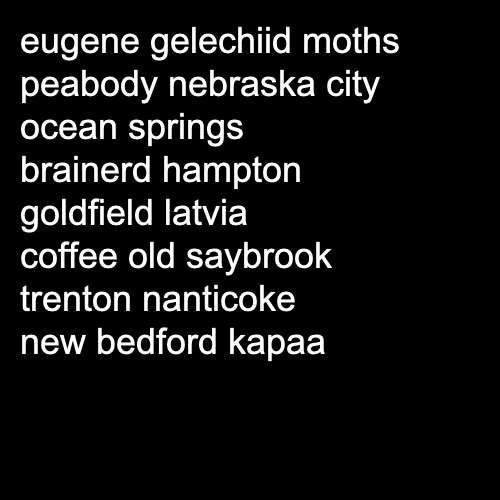 eugene gelechiid moths
peabody nebraska city
ocean springs
brainerd hampton
goldfield latvia
coffee old saybrook
trenton nanticoke
new bedford kapaa